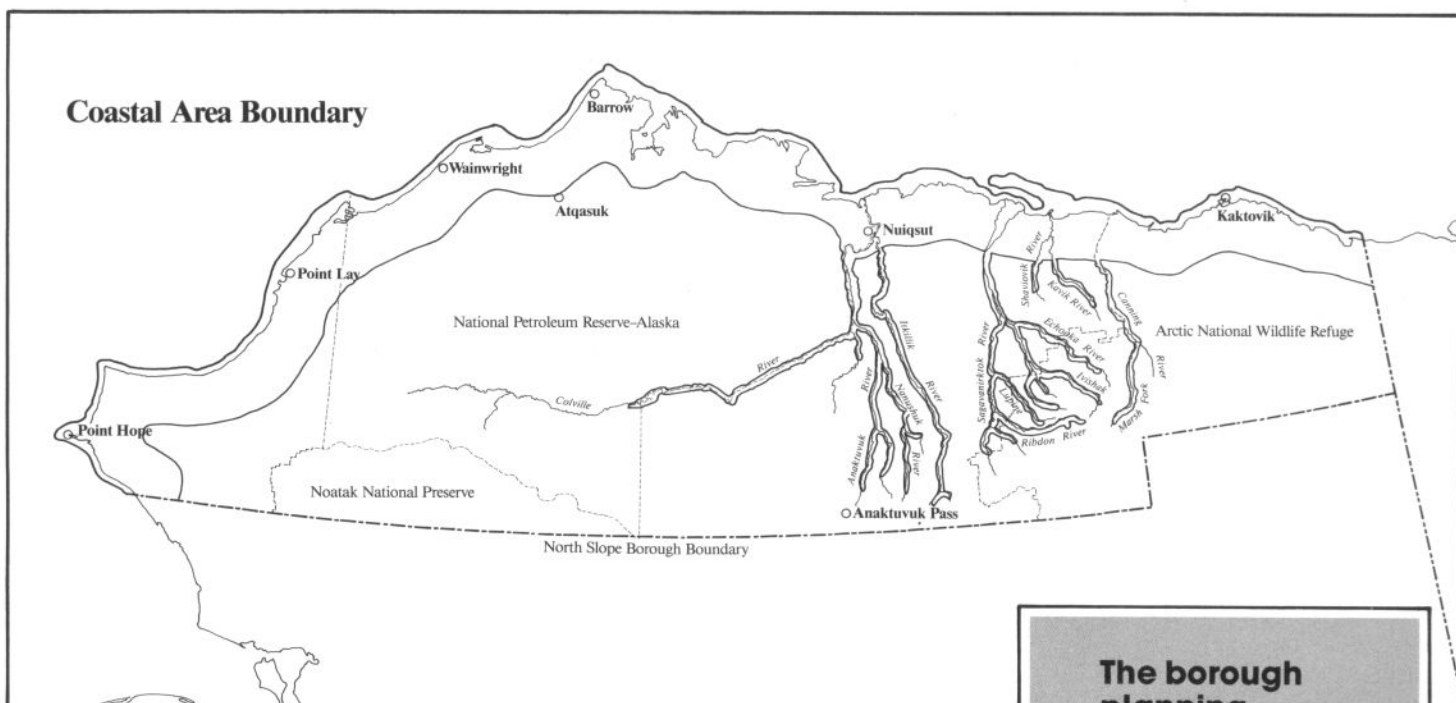 Coastal Area Boundary
Barrow
Wainwright
Atqasuk
Kaktovik
Nuiqsut
Point Lay
National Petroleum Reserve–Alaska
Arctic National Wildlife Refuge
Shaviovik River
Kavik River
Canning River
Echooka River
Ivishak
Itkillik River
Sagavanirktok River
Lupine
Nanushuk River
Anaktuvuk River
Colville River
Marsh Fork
Ribdon River
Point Hope
Noatak National Preserve
Anaktuvuk Pass
North Slope Borough Boundary
The borough
planning